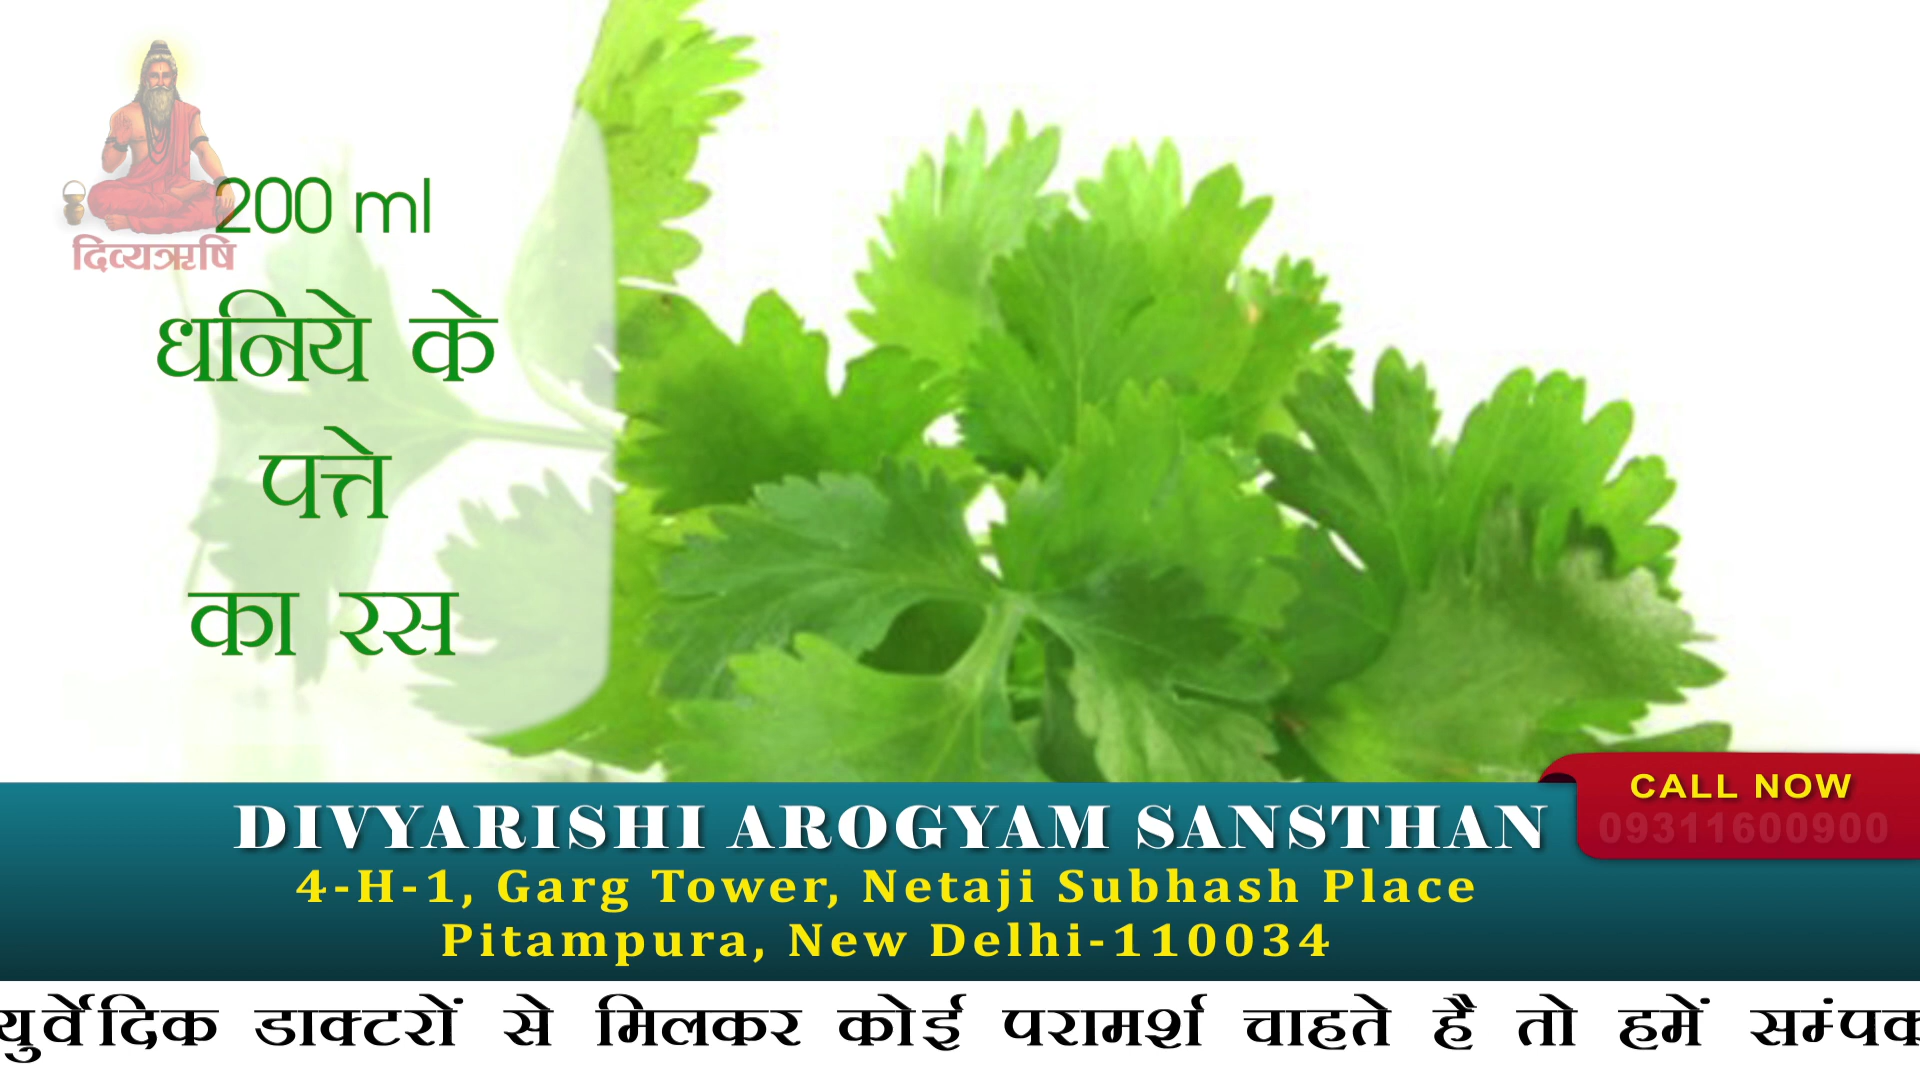 200 ml
दिव्यऋषि
धनिये के
पत्ते
का रस
CALL NOW
09311600900
DIVYARISHI AROGYAM SANSTHAN
4-H-1, Garg Tower, Netaji Subhash Place
Pitampura, New Delhi-110034
युर्वेदिक डाक्टरों से मिलकर कोई परामर्श चाहते है तो हमें सम्ंपक